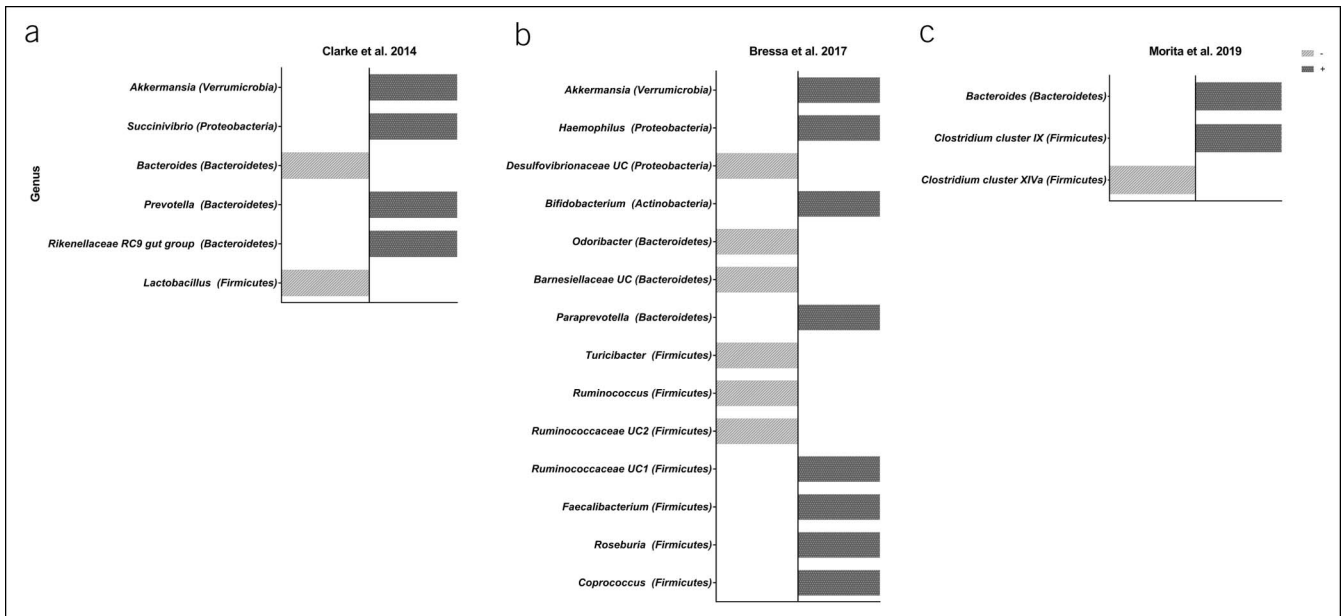 a
Clarke et al. 2014
Genus
Akkermansia (Verrumicrobia)
Succinivibrio (Proteobacteria)
Bacteroides (Bacteroidetes)
Prevotella (Bacteroidetes)
Rikenellaceae RC9 gut group (Bacteroidetes)
Lactobacillus (Firmicutes)
b
Bressa et al. 2017
Akkermansia (Verrumicrobia)
Haemophilus (Proteobacteria)
Desulfovibrionaceae UC (Proteobacteria)
Bifidobacterium (Actinobacteria)
Odoribacter (Bacteroidetes)
Barnesiellaceae UC (Bacteroidetes)
Paraprevotella (Bacteroidetes)
Turicibacter (Firmicutes)
Ruminococcus (Firmicutes)
Ruminococcaceae UC2 (Firmicutes)
Ruminococcaceae UC1 (Firmicutes)
Faecalibacterium (Firmicutes)
Roseburia (Firmicutes)
Coprococcus (Firmicutes)
c
Morita et al. 2019
-
+
Bacteroides (Bacteroidetes)
Clostridium cluster IX (Firmicutes)
Clostridium cluster XIVa (Firmicutes)